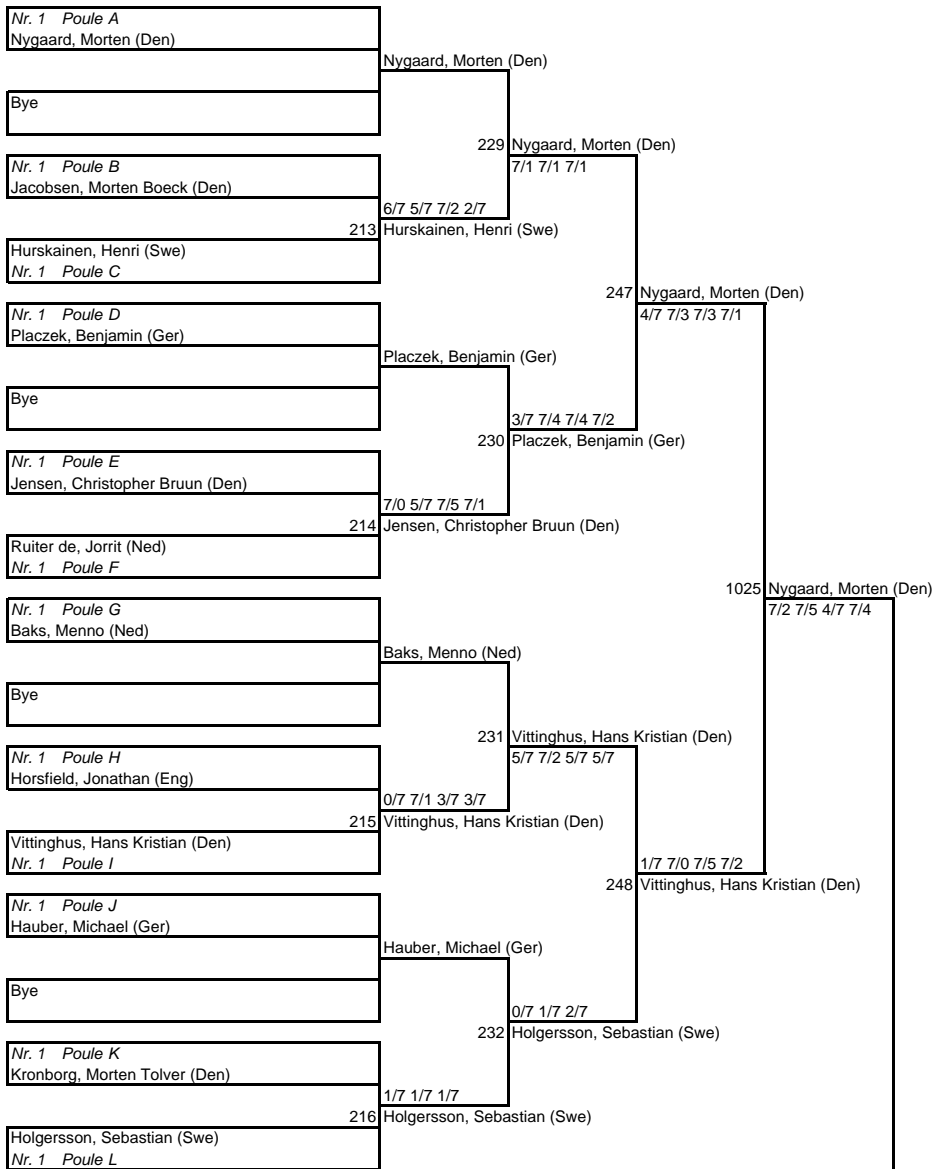 Nr. 1 Poule A
Nygaard, Morten (Den)
Nygaard, Morten (Den)
Bye
229 Nygaard, Morten (Den)
Nr. 1 Poule B
7/1 7/1 7/1
Jacobsen, Morten Boeck (Den)
6/7 5/7 7/2 2/7
213 Hurskainen, Henri (Swe)
Hurskainen, Henri (Swe)
Nr. 1 Poule C
247 Nygaard, Morten (Den)
Nr. 1 Poule D
4/7 7/3 7/3 7/1
Placzek, Benjamin (Ger)
Placzek, Benjamin (Ger)
Bye
3/7 7/4 7/4 7/2
230 Placzek, Benjamin (Ger)
Nr. 1 Poule E
Jensen, Christopher Bruun (Den)
7/0 5/7 7/5 7/1
214 Jensen, Christopher Bruun (Den)
Ruiter de, Jorrit (Ned)
Nr. 1 Poule F
1025 Nygaard, Morten (Den)
Nr. 1 Poule G
7/2 7/5 4/7 7/4
Baks, Menno (Ned)
Baks, Menno (Ned)
Bye
231 Vittinghus, Hans Kristian (Den)
Nr. 1 Poule H
5/7 7/2 5/7 5/7
Horsfield, Jonathan (Eng)
0/7 7/1 3/7 3/7
215 Vittinghus, Hans Kristian (Den)
Vittinghus, Hans Kristian (Den)
Nr. 1 Poule I
1/7 7/0 7/5 7/2
248 Vittinghus, Hans Kristian (Den)
Nr. 1 Poule J
Hauber, Michael (Ger)
Hauber, Michael (Ger)
Bye
0/7 1/7 2/7
232 Holgersson, Sebastian (Swe)
Nr. 1 Poule K
Kronborg, Morten Tolver (Den)
1/7 1/7 1/7
216 Holgersson, Sebastian (Swe)
Holgersson, Sebastian (Swe)
Nr. 1 Poule L